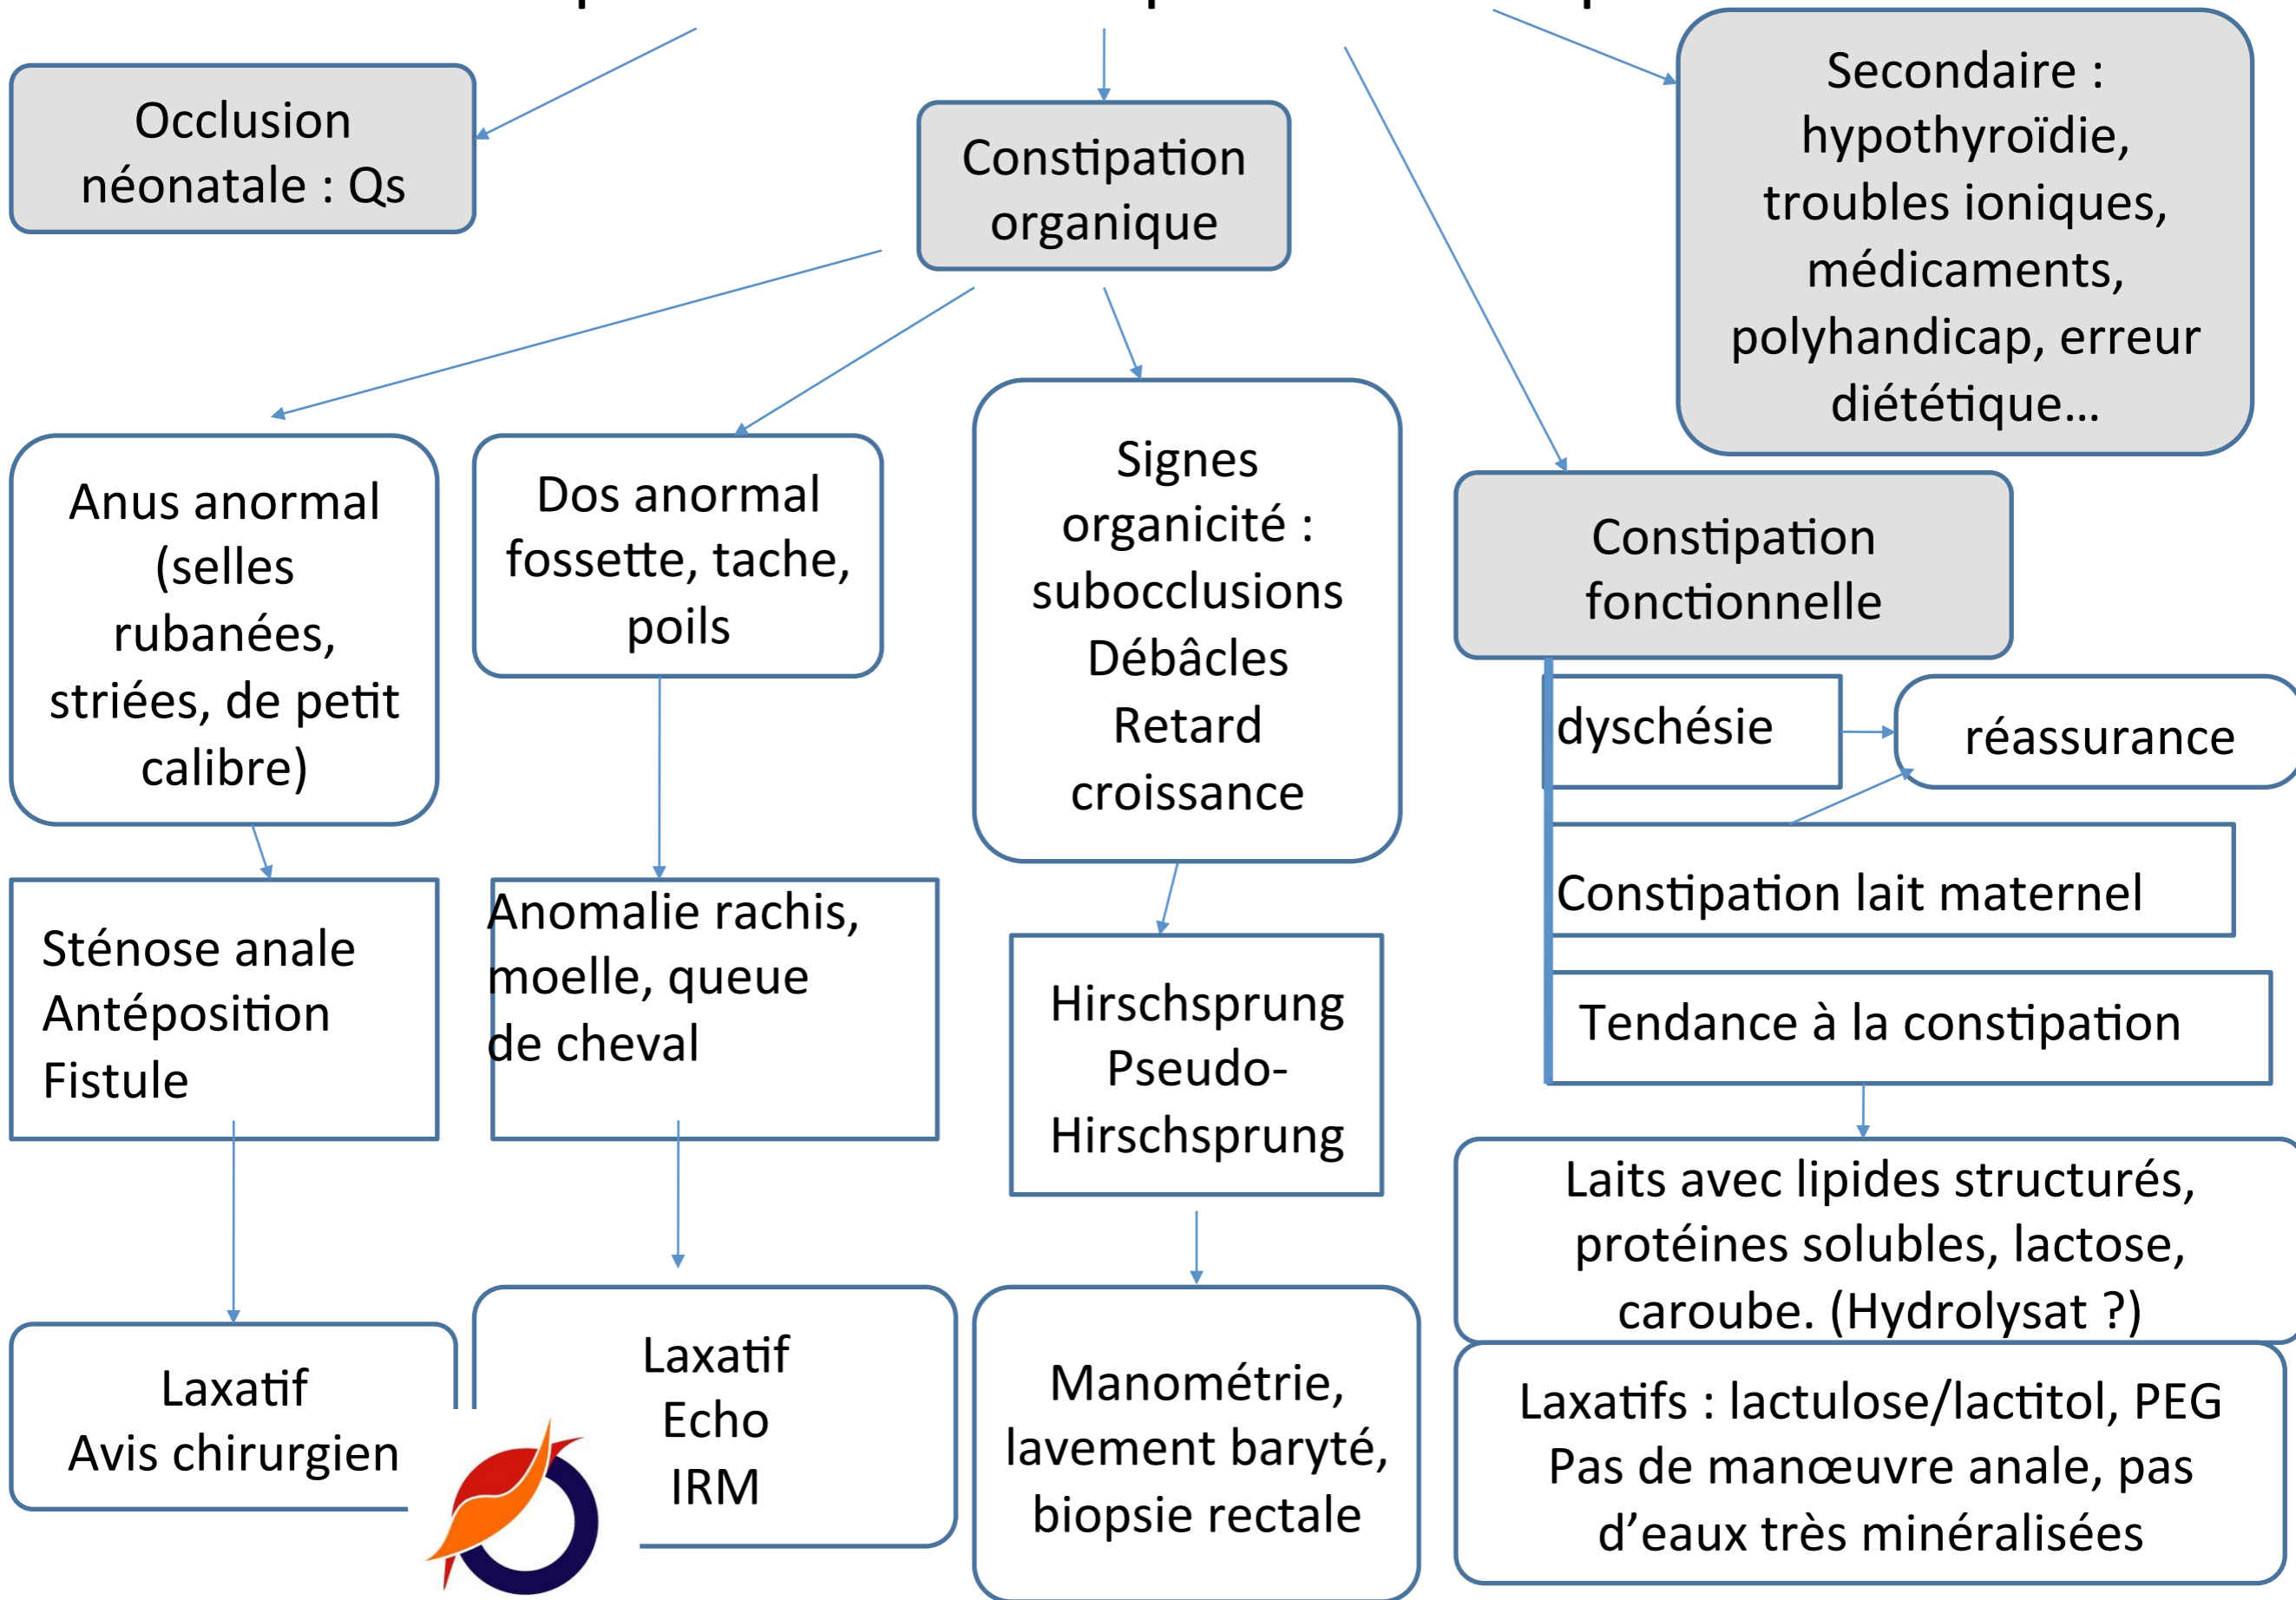 Occlusion
néonatale : Qs
Constipation
organique
Secondaire :
hypothyroïdie,
troubles ioniques,
médicaments,
polyhandicap, erreur
diététique...
Anus anormal
(selles
rubanées,
striées, de petit
calibre)
Dos anormal
fossette, tache,
poils
Signes
organicité :
subocclusions
Débâcles
Retard
croissance
Constipation
fonctionnelle
dyschésie
réassurance
Constipation lait maternel
Tendance à la constipation
Sténose anale
Antéposition
Fistule
Anomalie rachis,
moelle, queue
de cheval
Hirschsprung
Pseudo-
Hirschsprung
Laits avec lipides structurés,
protéines solubles, lactose,
caroube. (Hydrolysat ?)
Laxatif
Avis chirurgien
Laxatif
Echo
IRM
Manométrie,
lavement baryté,
biopsie rectale
Laxatifs : lactulose/lactitol, PEG
Pas de manœuvre anale, pas
d’eaux très minéralisées